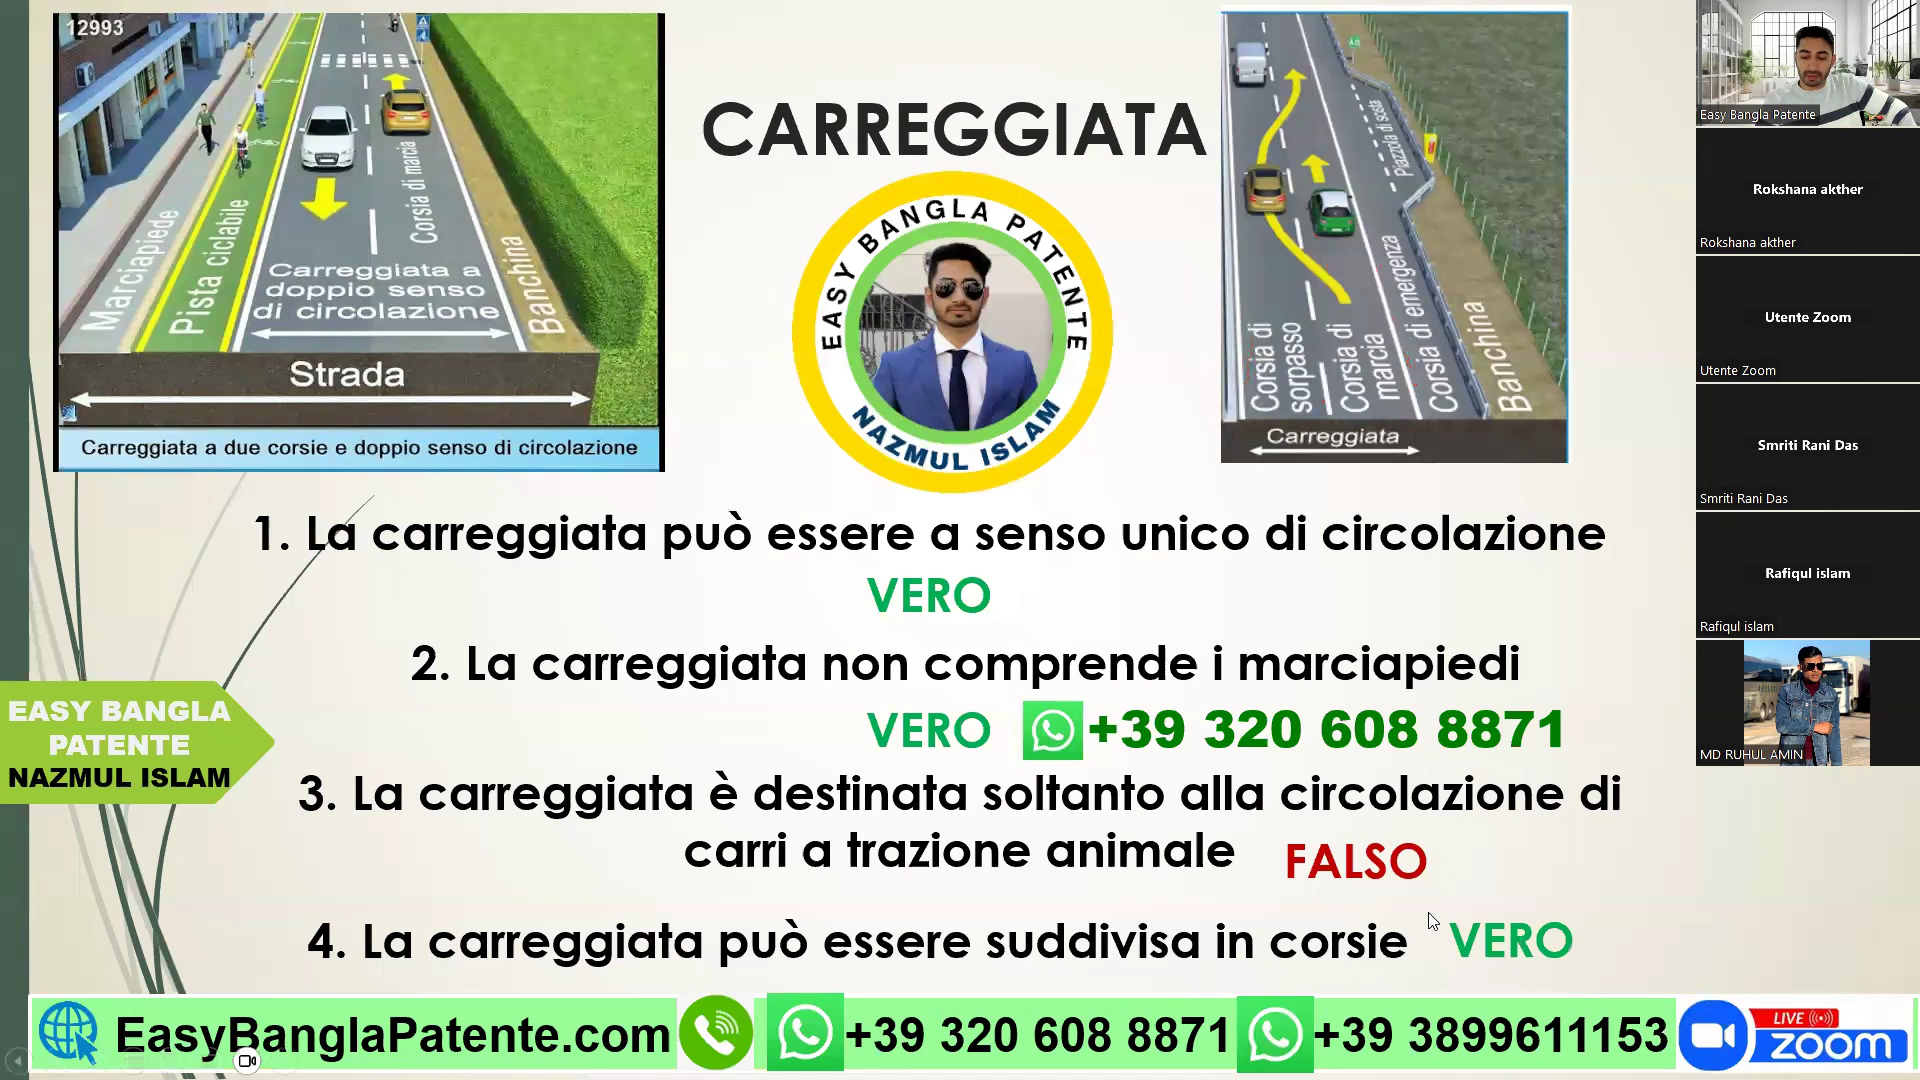 12993
Marciapiede
Pista ciclabile
Carreggiata a
doppio senso
di circolazione
Corsia di marcia
Banchina
Strada
Carreggiata a due corsie e doppio senso di circolazione
CARREGGIATA
EASY BANGLA PATENTE
NAZMUL ISLAM
Piazzola di sosta
Corsia di
sorpasso
Corsia di
marcia
Corsia di emergenza
Banchina
Carreggiata
1. La carreggiata può essere a senso unico di circolazione
VERO
2. La carreggiata non comprende i marciapiedi
VERO
+39 320 608 8871
3. La carreggiata è destinata soltanto alla circolazione di
carri a trazione animale
FALSO
4. La carreggiata può essere suddivisa in corsie
VERO
EASY BANGLA
PATENTE
NAZMUL ISLAM
EasyBanglaPatente.com
+39 320 608 8871
+39 3899611153
LIVE
zoom
Easy Bangla Patente
Rokshana akther
Rokshana akther
Utente Zoom
Utente Zoom
Smriti Rani Das
Smriti Rani Das
Rafiqul islam
Rafiqul islam
MD RUHUL AMIN